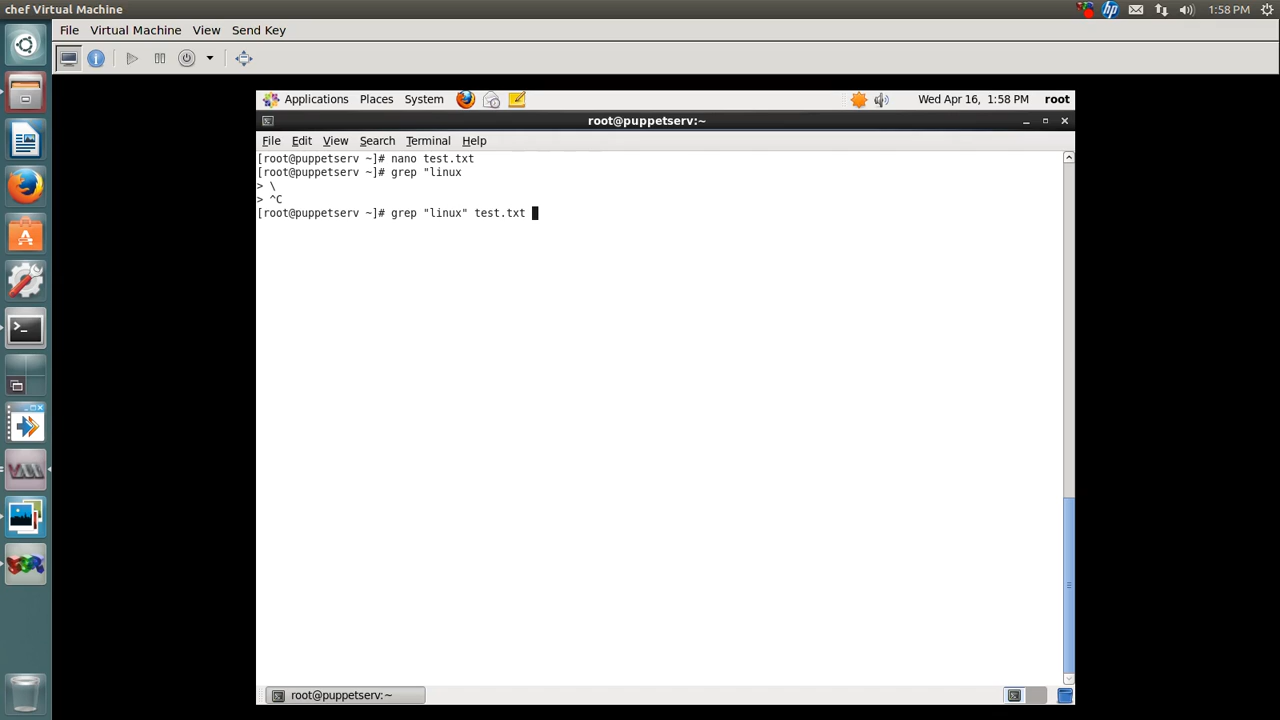 chef Virtual Machine
1:58 PM
File Virtual Machine View Send Key
Applications Places System
Wed Apr 16, 1:58 PM root
root@puppetserv:~
File Edit View Search Terminal Help
[root@puppetserv ~]# nano test.txt
[root@puppetserv ~]# grep "linux
> \
> ^C
[root@puppetserv ~]# grep "linux" test.txt
root@puppetserv:~